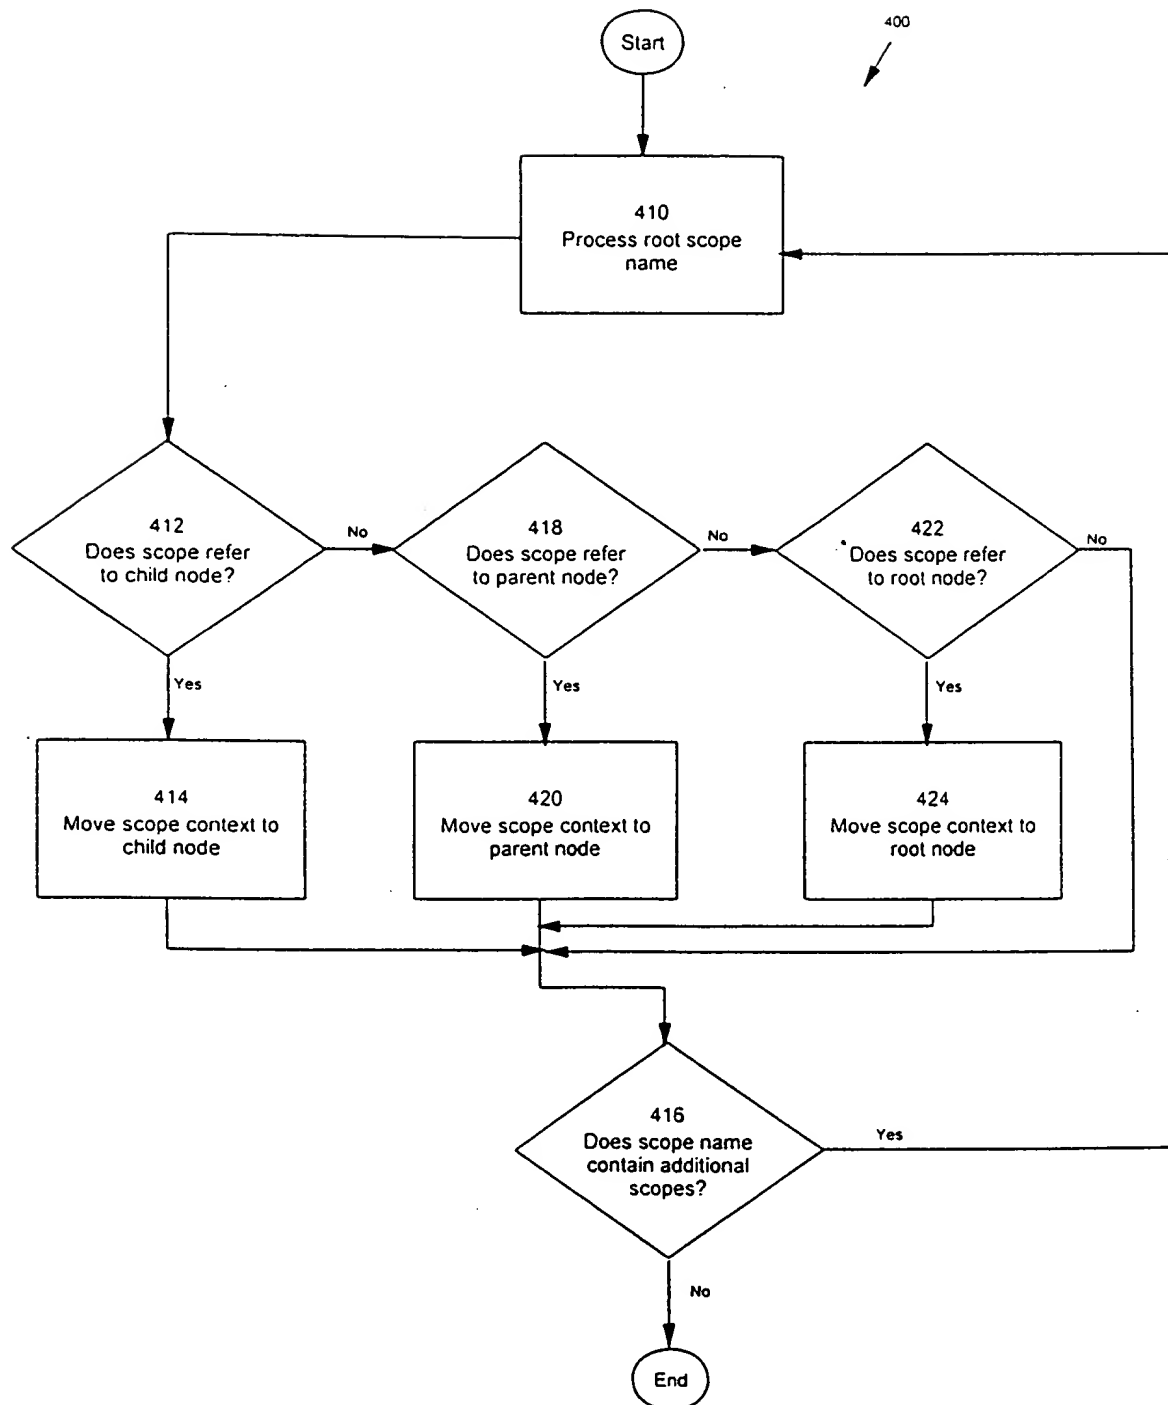 400
Start
410
Process root scope
name
412
Does scope refer
to child node?
No
418
Does scope refer
to parent node?
No
422
Does scope refer
to root node?
No
Yes
Yes
Yes
414
Move scope context to
child node
420
Move scope context to
parent node
424
Move scope context to
root node
416
Does scope name
contain additional
scopes?
Yes
No
End